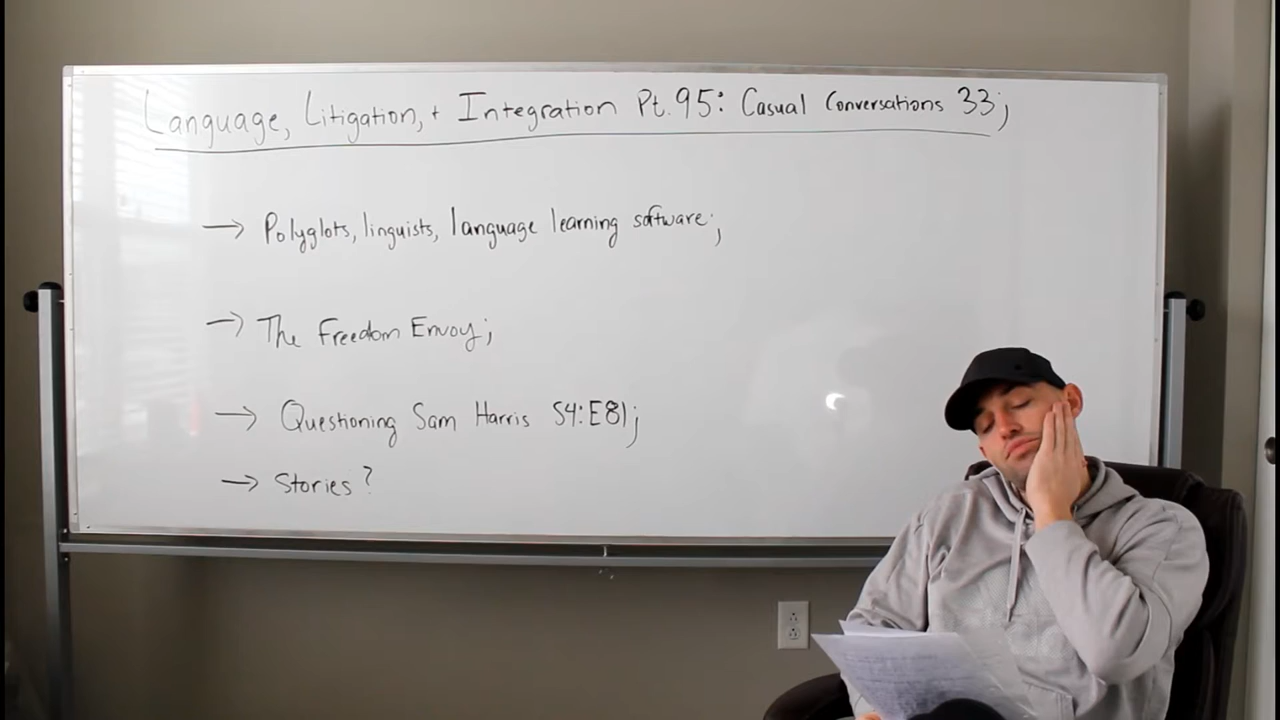 Language, Litigation, + Integration Pt. 95: Casual Conversations 33;
→ Polyglots, linguists, language learning software;
→ The Freedom Envoy;
→ Questioning Sam Harris S4:E81;
→ Stories?